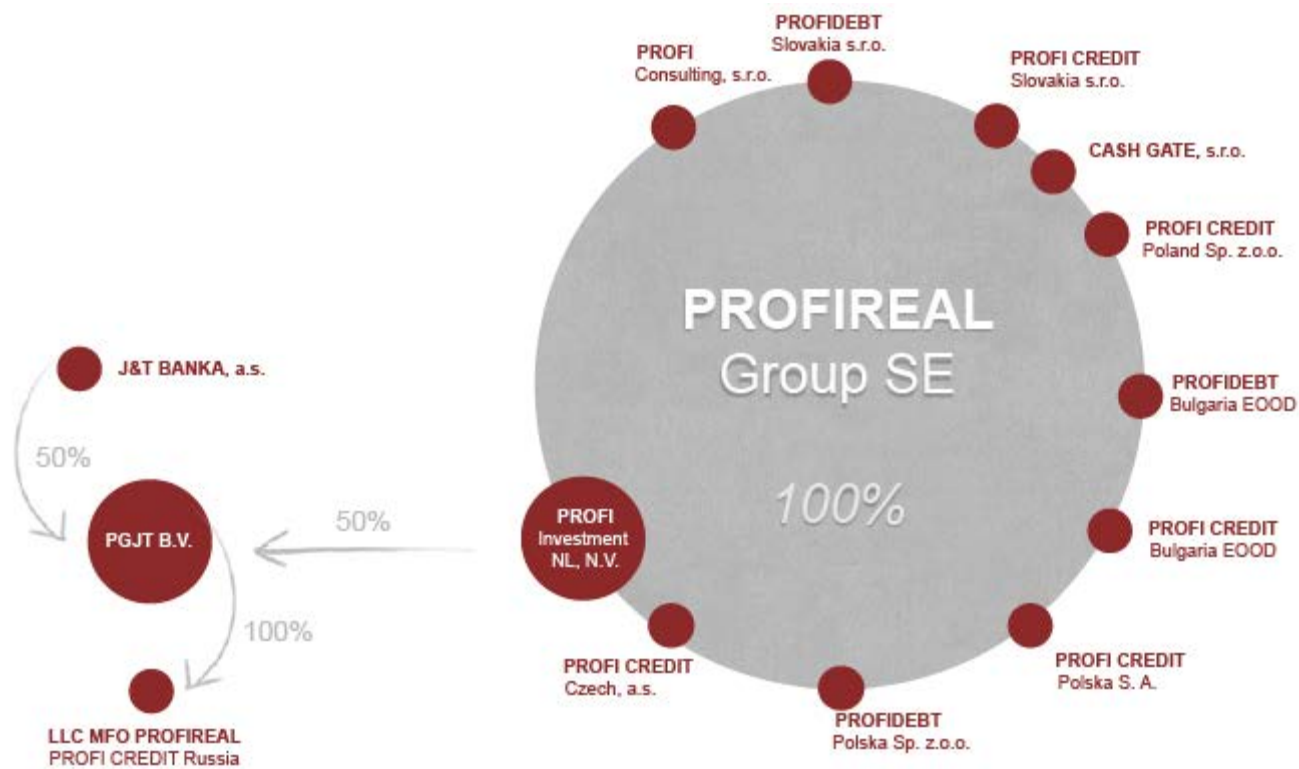 PROFIDEBT
Slovakia s.r.o.
PROFI
Consulting, s.r.o.
PROFI CREDIT
Slovakia s.r.o.
CASH GATE, s.r.o.
PROFI CREDIT
Poland Sp. z.o.o.
PROFIREAL
Group SE
100%
J&T BANKA, a.s.
50%
PGJT B.V.
50%
100%
LLC MFO PROFIREAL
PROFI CREDIT Russia
PROFI
Investment
NL, N.V.
PROFIDEBT
Bulgaria EOOD
PROFI CREDIT
Bulgaria EOOD
PROFI CREDIT
Polska S. A.
PROFIDEBT
Polska Sp. z.o.o.
PROFI CREDIT
Czech, a.s.